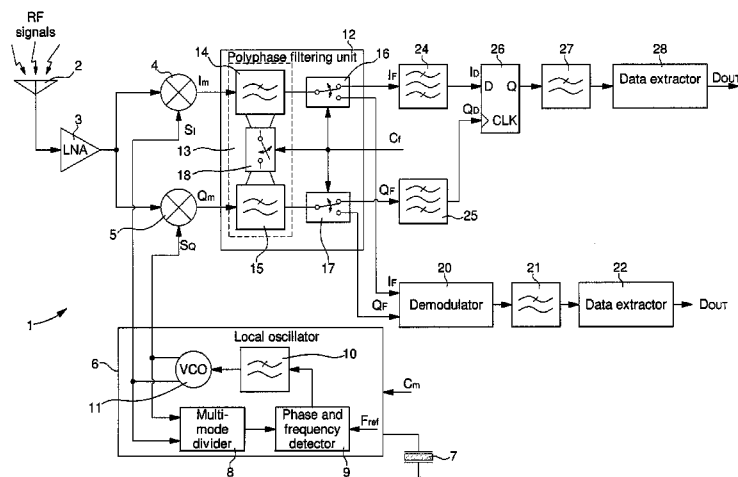 RF
signals
2
3
LNA
4
Im
SI
5
Qm
SQ
12
Polyphase filtering unit
14
16
13
18
Cf
15
17
IF
24
ID
26
D Q
CLK
27
28
Data extractor
DOUT
QD
QF
25
IF
QF
20
Demodulator
21
22
Data extractor
DOUT
1
6
Local oscillator
VCO
11
10
Cm
Multi-
mode
divider
8
Phase and
frequency
detector
9
Fref
7